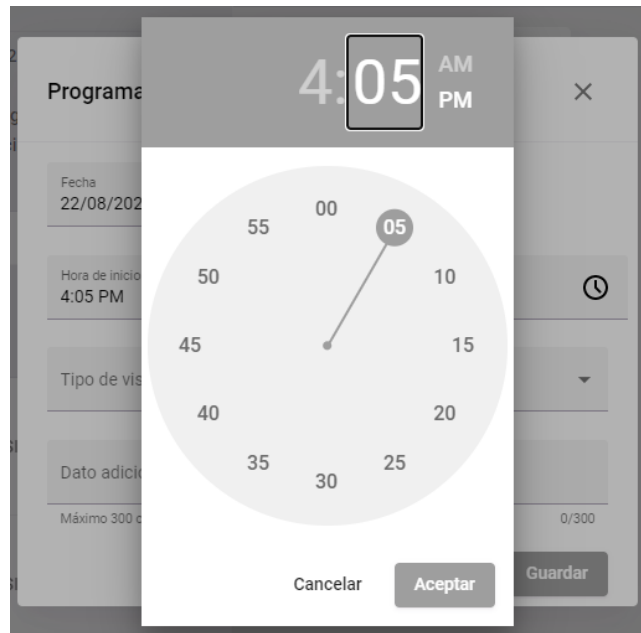 Programa
4:05
AM
PM
Fecha
22/08/202
Hora de inicio
4:05 PM
Tipo de vis
Dato adici
Máximo 300 c
0/300
Guardar
00
05
10
15
20
25
30
35
40
45
50
55
Cancelar
Aceptar